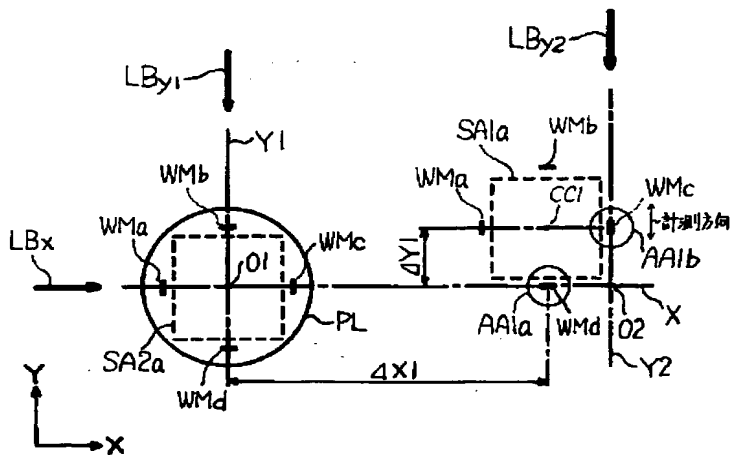 LBy1
LBy2
Y1
SA1a
WMb
WMb
WMa
CC1
WMc
計測方向
WMa
WMc
LBx
O1
ΔY1
AA1b
X
PL
AA1a
WMd
O2
SA2a
Y2
WMd
ΔX1
Y
X